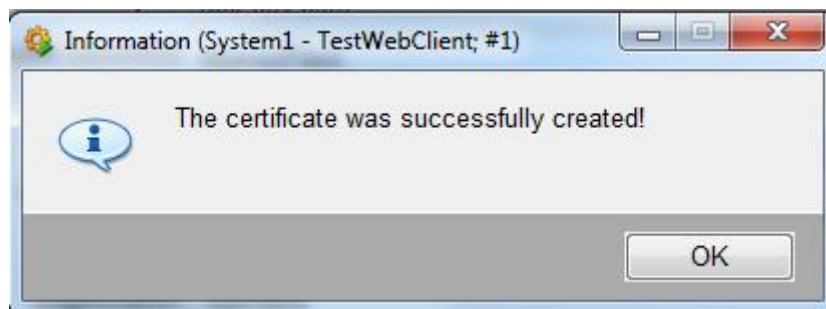 Information (System1 - TestWebClient; #1)
The certificate was successfully created!
OK